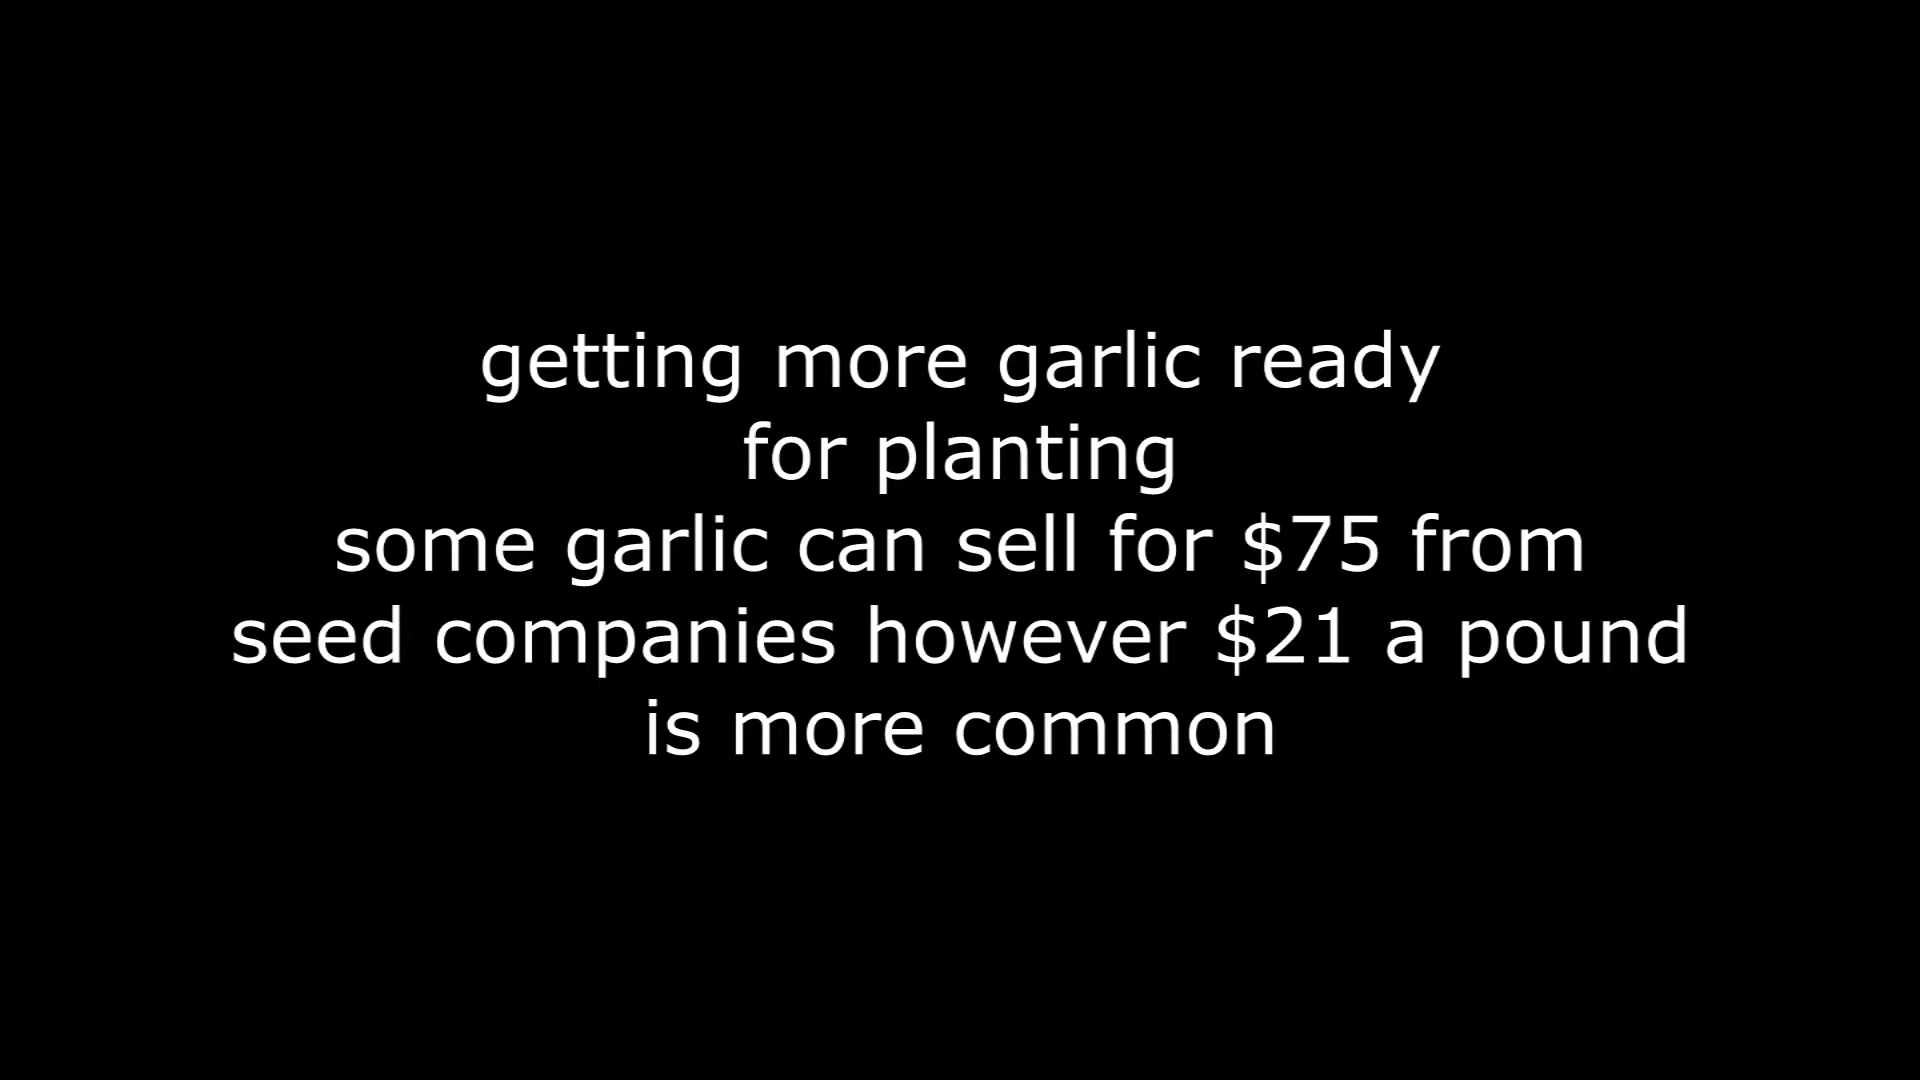 getting more garlic ready
for planting
some garlic can sell for $75 from
seed companies however $21 a pound
is more common